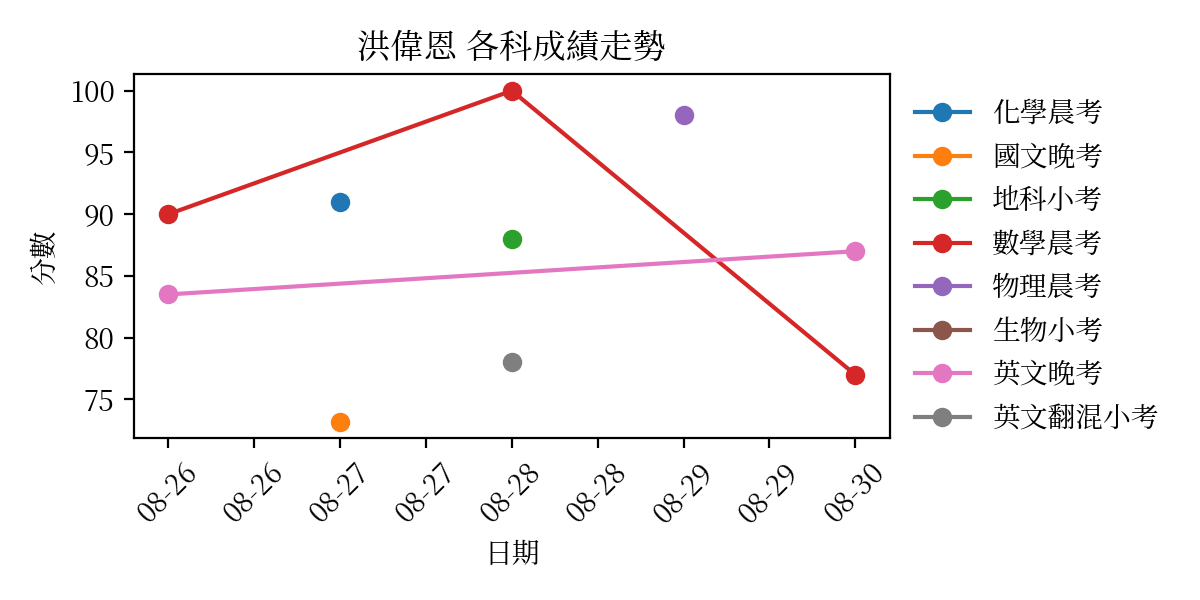 洪偉恩 各科成績走勢
分數
100
95
90
85
80
75
08-26
08-26
08-27
08-27
08-28
08-28
08-29
08-29
08-30
日期
化學晨考
國文晚考
地科小考
數學晨考
物理晨考
生物小考
英文晚考
英文翻混小考